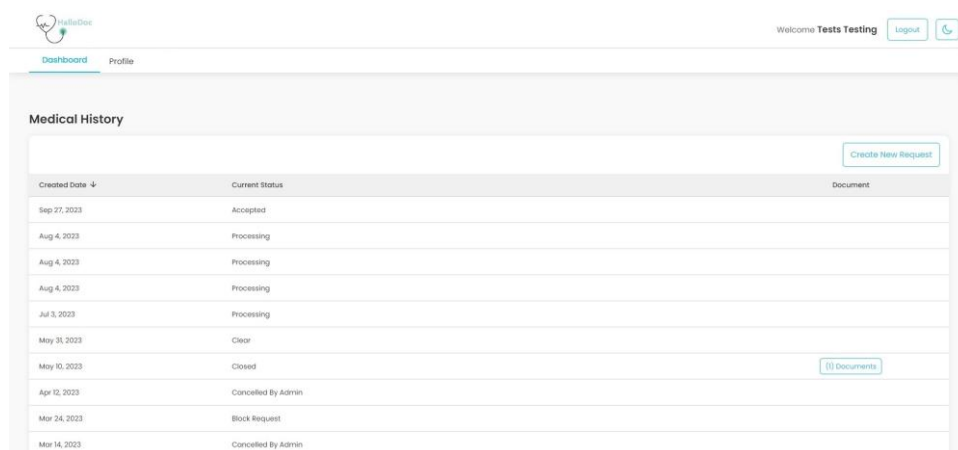 HalloDoc
Welcome Tests Testing Logout
Dashboard Profile
Medical History
Create New Request
Created Date Current Status Document
Sep 27, 2023 Accepted
Aug 4, 2023 Processing
Aug 4, 2023 Processing
Aug 4, 2023 Processing
Jul 3, 2023 Processing
May 31, 2023 Clear
May 10, 2023 Closed (1) Documents
Apr 12, 2023 Cancelled By Admin
Mar 24, 2023 Block Request
Mar 14, 2023 Cancelled By Admin